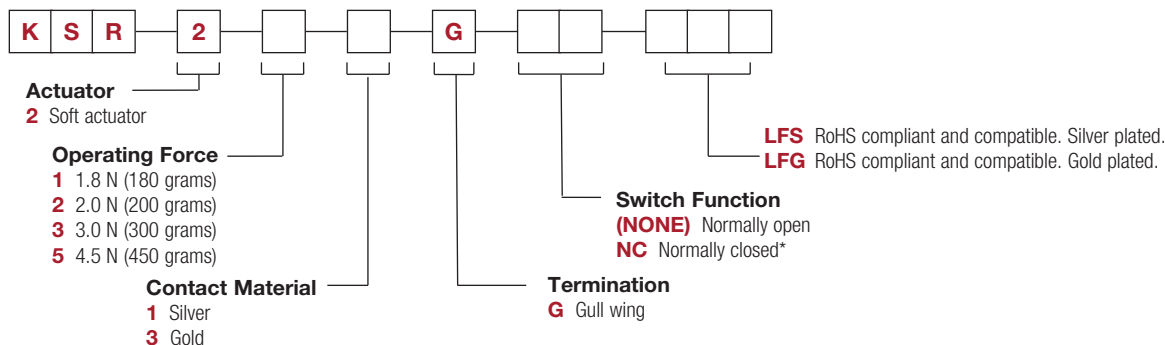 K S R 2 G
Actuator
2 Soft actuator
Operating Force
1 1.8 N (180 grams)
2 2.0 N (200 grams)
3 3.0 N (300 grams)
5 4.5 N (450 grams)
Contact Material
1 Silver
3 Gold
Termination
G Gull wing
Switch Function
(NONE) Normally open
NC Normally closed*
LFS RoHS compliant and compatible. Silver plated.
LFG RoHS compliant and compatible. Gold plated.